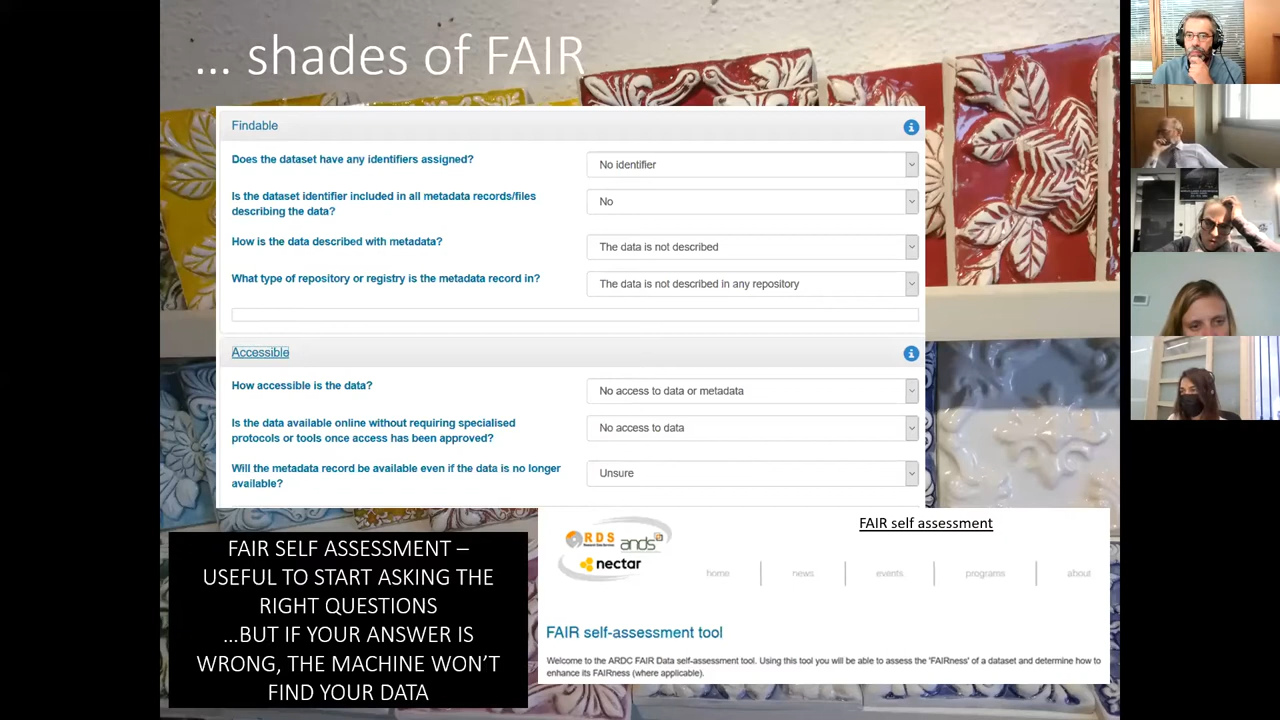 ... shades of FAIR
Findable
Does the dataset have any identifiers assigned?
No identifier
Is the dataset identifier included in all metadata records/files
describing the data?
No
How is the data described with metadata?
The data is not described
What type of repository or registry is the metadata record in?
The data is not described in any repository
Accessible
How accessible is the data?
No access to data or metadata
Is the data available online without requiring specialised
protocols or tools once access has been approved?
No access to data
Will the metadata record be available even if the data is no longer
available?
Unsure
FAIR SELF ASSESSMENT –
USEFUL TO START ASKING THE
RIGHT QUESTIONS
...BUT IF YOUR ANSWER IS
WRONG, THE MACHINE WON'T
FIND YOUR DATA
RDS
Research Data Services
ands
nectar
FAIR self assessment
home
news
events
programs
about
FAIR self-assessment tool
Welcome to the ARDC FAIR Data self-assessment tool. Using this tool you will be able to assess the 'FAIRness' of a dataset and determine how to
enhance its FAIRness (where applicable).